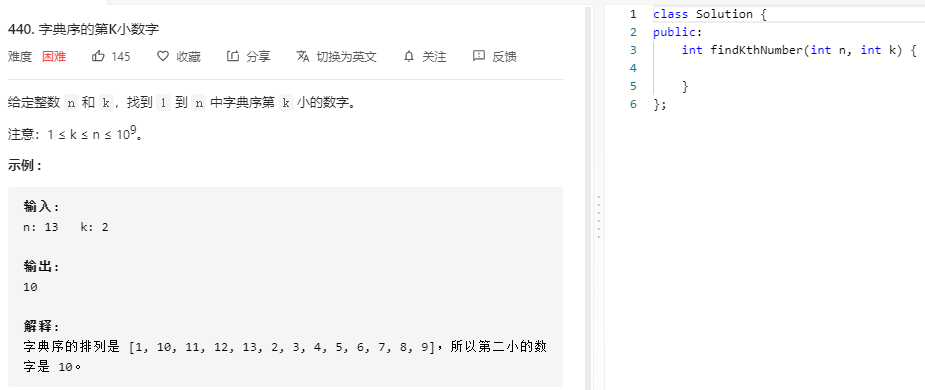 440. 字典序的第K小数字
难度 困难 145 收藏 分享 切换为英文 关注 反馈
给定整数 n 和 k，找到 1 到 n 中字典序第 k 小的数字。
注意：1 ≤ k ≤ n ≤ 10⁹。
示例 :
输入:
n: 13 k: 2
输出:
10
解释:
字典序的排列是 [1, 10, 11, 12, 13, 2, 3, 4, 5, 6, 7, 8, 9]，所以第二小的数
字是 10。
1 class Solution {
2 public:
3 int findKthNumber(int n, int k) {
4
5 }
6 };